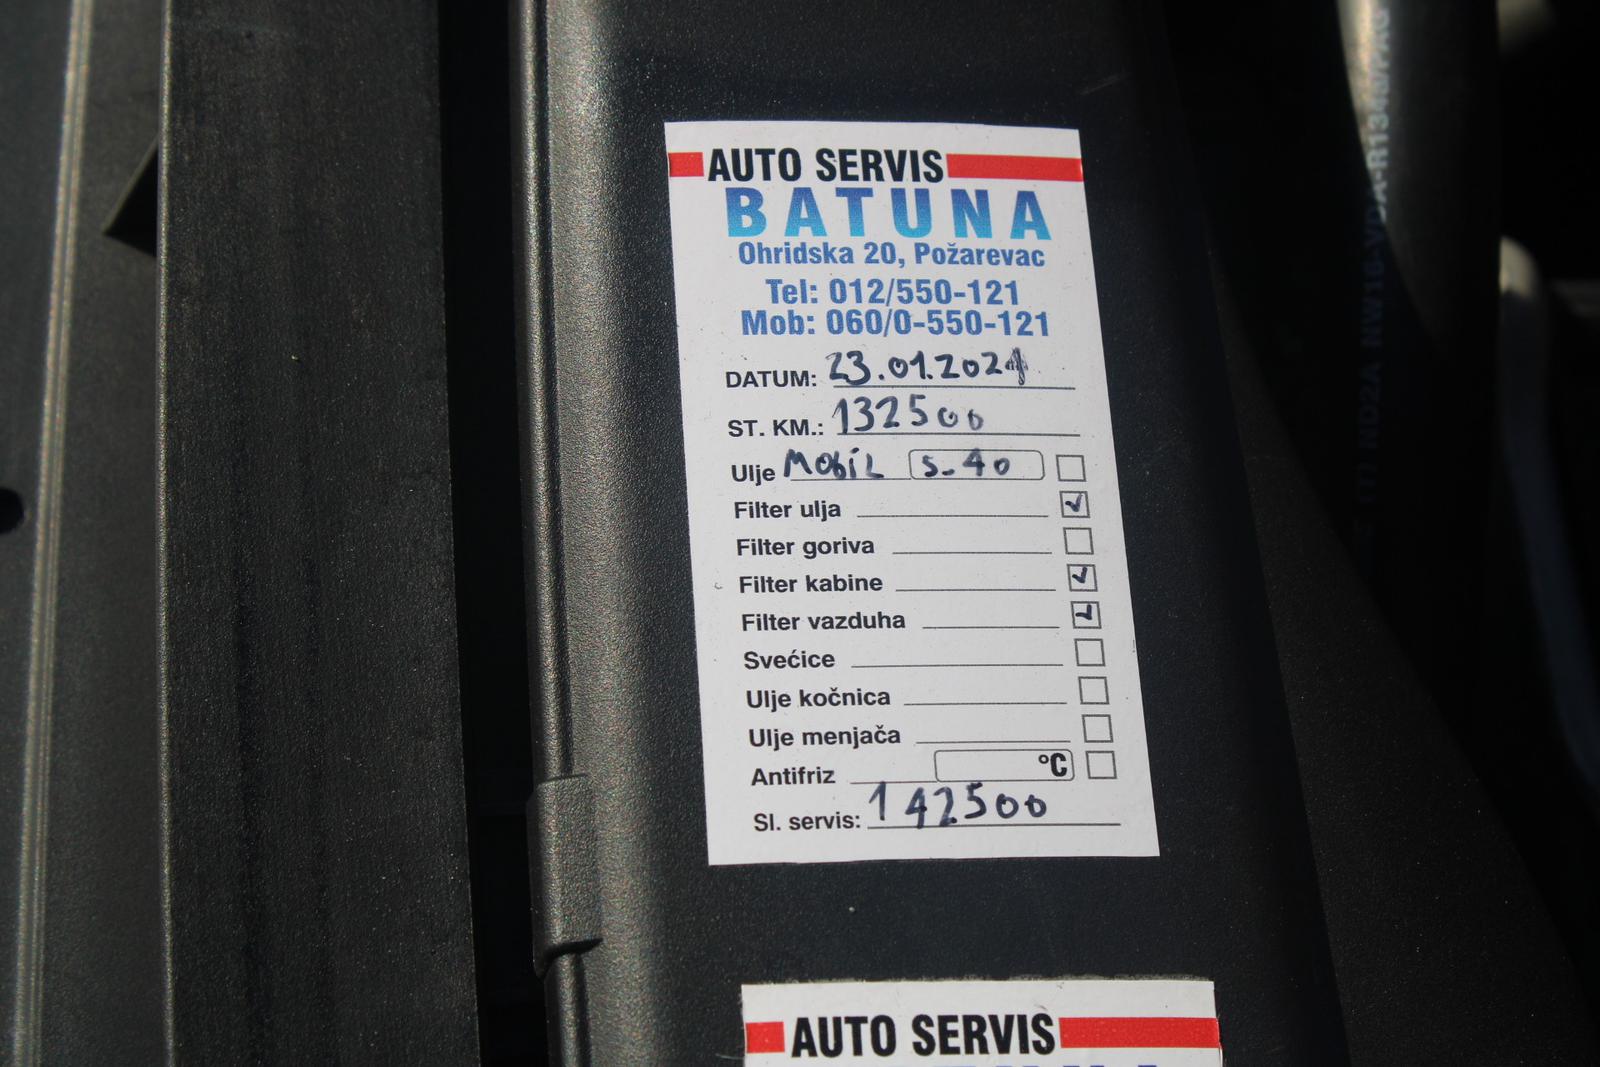 AUTO SERVIS
BATUNA
Ohridska 20, Požarevac
Tel: 012/550-121
Mob: 060/0-550-121
DATUM: 23.01.2024
ST. KM.: 132500
Ulje Mobil 5-40
Filter ulja
Filter goriva
Filter kabine
Filter vazduha
Svećice
Ulje kočnica
Ulje menjača
Antifriz °C
Sl. servis: 142500
AUTO SERVIS